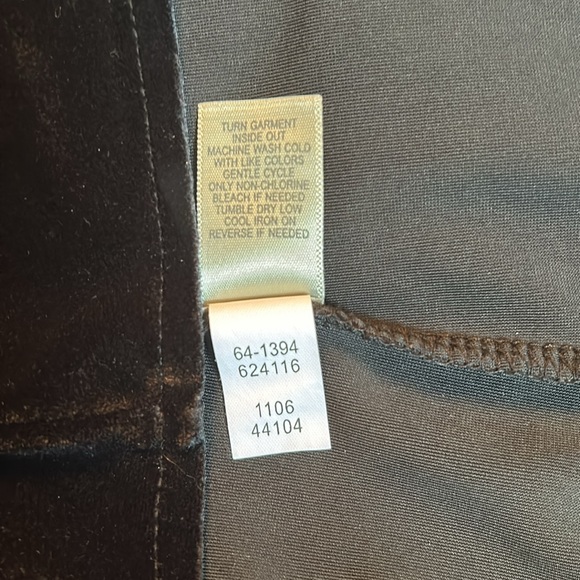 TURN GARMENT
INSIDE OUT
MACHINE WASH COLD
WITH LIKE COLORS
GENTLE CYCLE
ONLY NON-CHLORINE
BLEACH IF NEEDED
TUMBLE DRY LOW
COOL IRON ON
REVERSE IF NEEDED
64-1394
624116
1106
44104